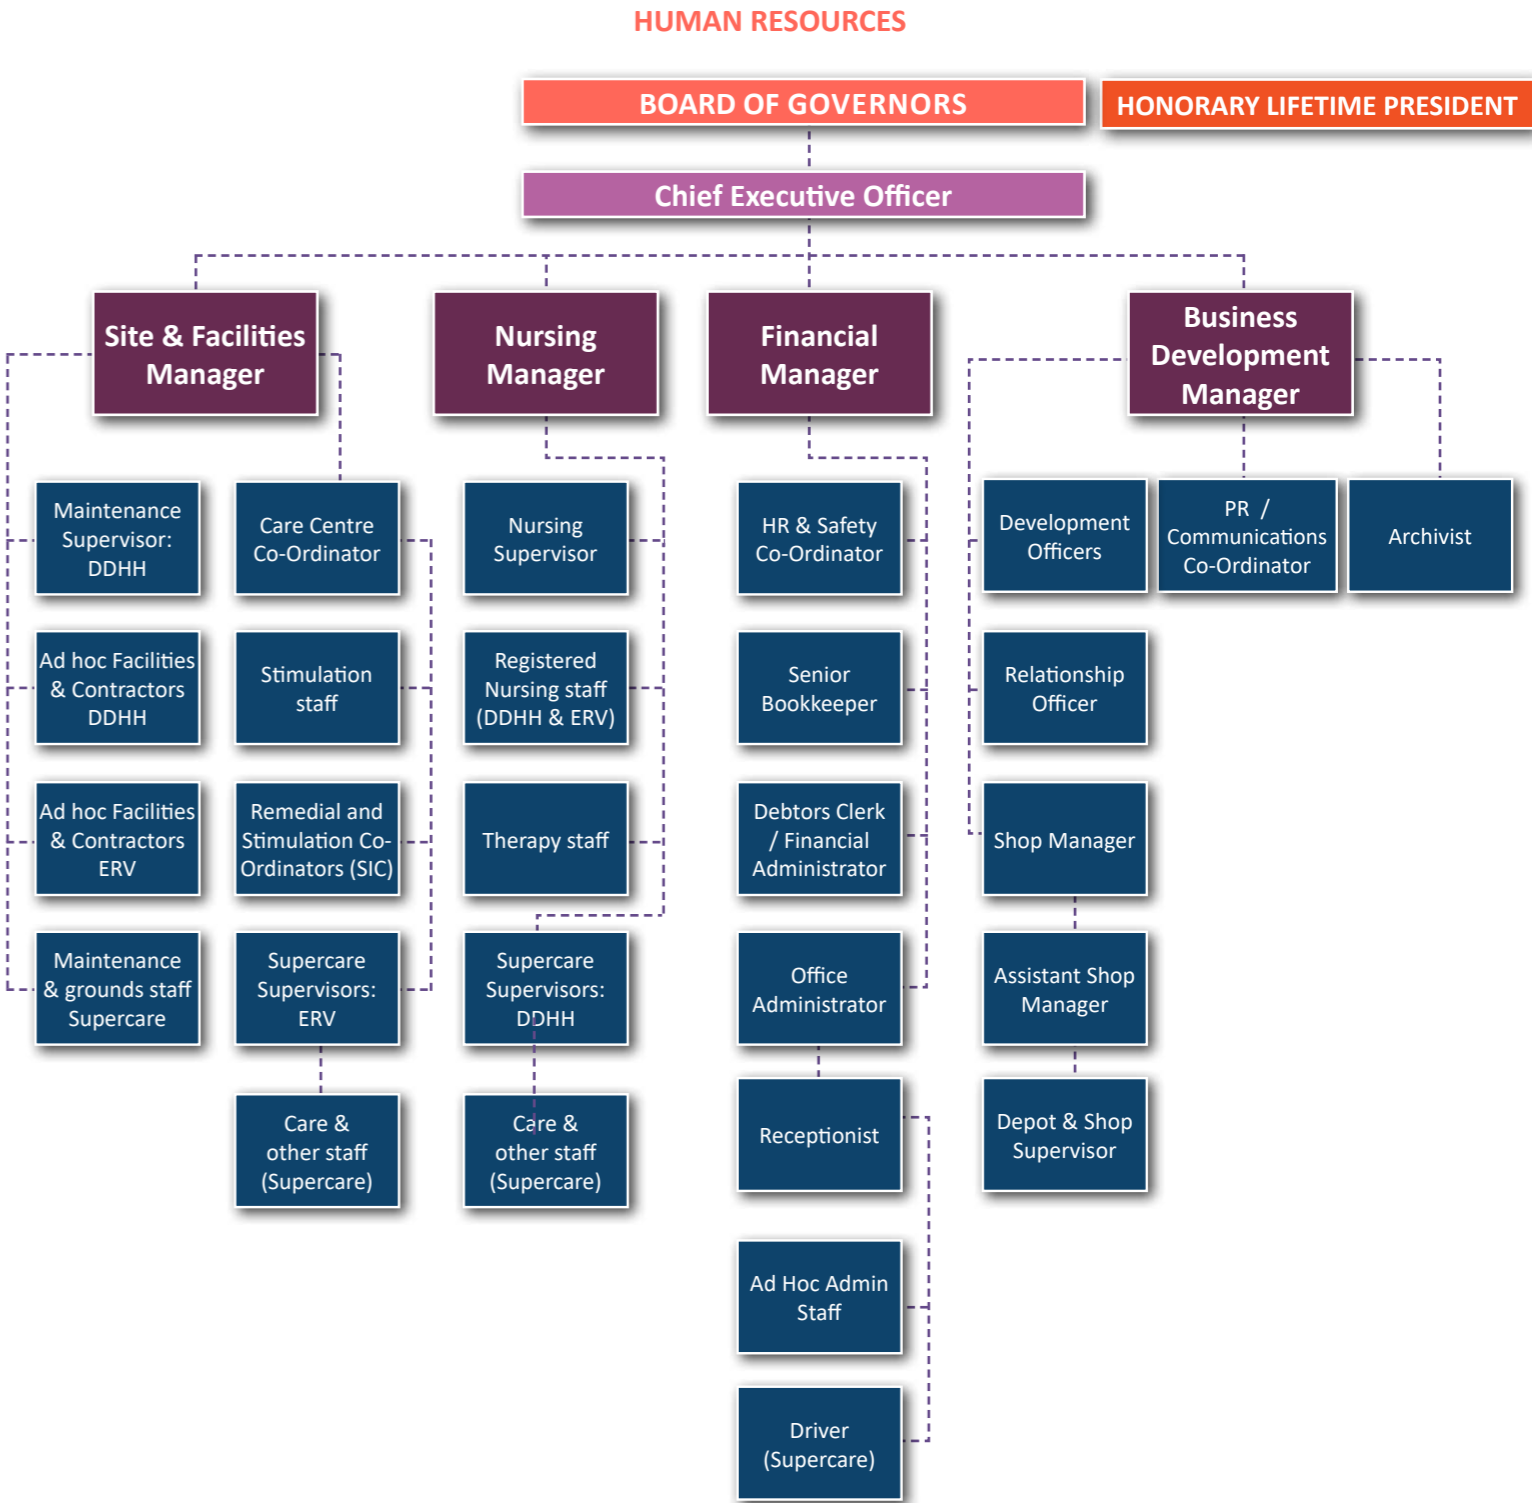 HUMAN RESOURCES
BOARD OF GOVERNORS
HONORARY LIFETIME PRESIDENT
Chief Executive Officer
Site & Facilities
Manager
Nursing
Manager
Financial
Manager
Business
Development
Manager
Maintenance
Supervisor:
DDHH
Care Centre
Co-Ordinator
Nursing
Supervisor
HR & Safety
Co-Ordinator
Development
Officers
PR /
Communications
Co-Ordinator
Archivist
Ad hoc Facilities
& Contractors
DDHH
Stimulation
staff
Registered
Nursing staff
(DDHH & ERV)
Senior
Bookkeeper
Relationship
Officer
Ad hoc Facilities
& Contractors
ERV
Remedial and
Stimulation Co-
Ordinators (SIC)
Therapy staff
Debtors Clerk
/ Financial
Administrator
Shop Manager
Maintenance
& grounds staff
Supercare
Supercare
Supervisors:
ERV
Supercare
Supervisors:
DDHH
Office
Administrator
Assistant Shop
Manager
Care &
other staff
(Supercare)
Care &
other staff
(Supercare)
Receptionist
Depot & Shop
Supervisor
Ad Hoc Admin
Staff
Driver
(Supercare)